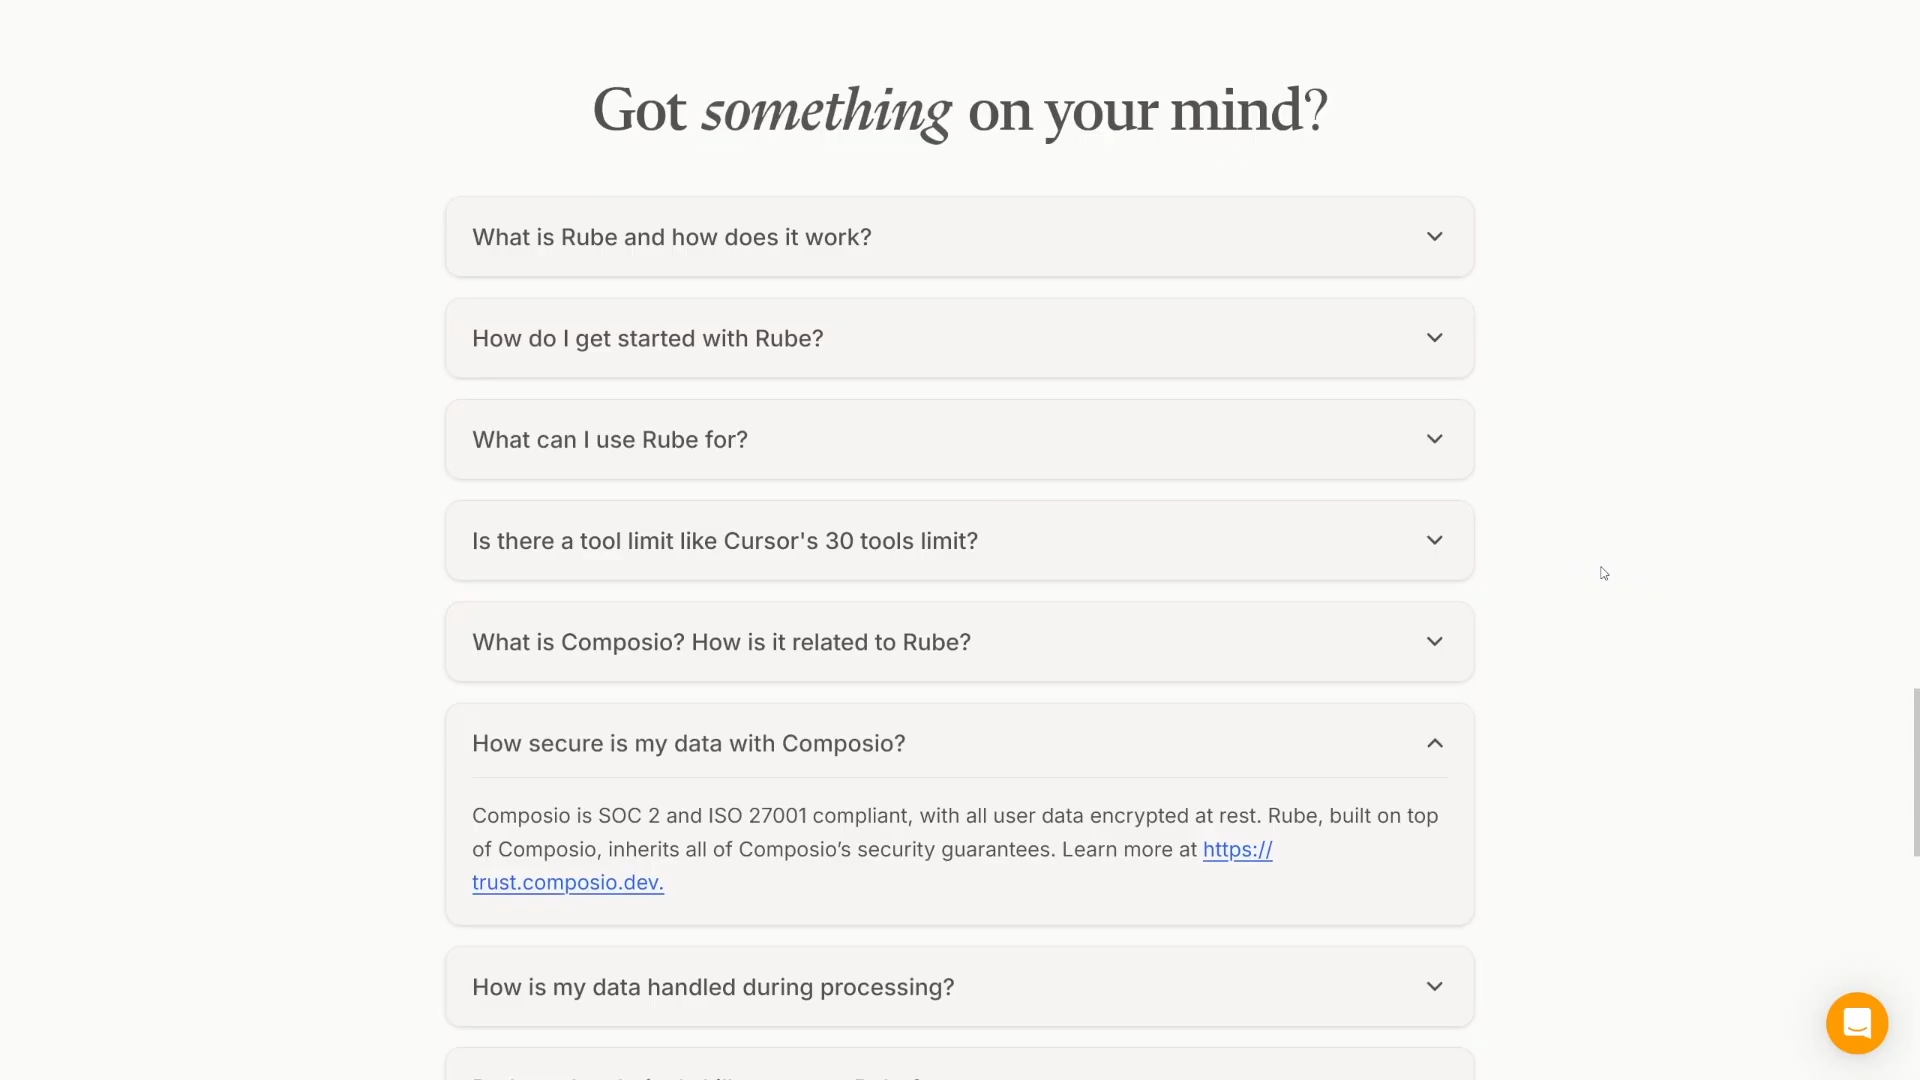 Got something on your mind?
What is Rube and how does it work?
How do I get started with Rube?
What can I use Rube for?
Is there a tool limit like Cursor's 30 tools limit?
What is Composio? How is it related to Rube?
How secure is my data with Composio?
Composio is SOC 2 and ISO 27001 compliant, with all user data encrypted at rest. Rube, built on top
of Composio, inherits all of Composio’s security guarantees. Learn more at https://
trust.composio.dev.
How is my data handled during processing?